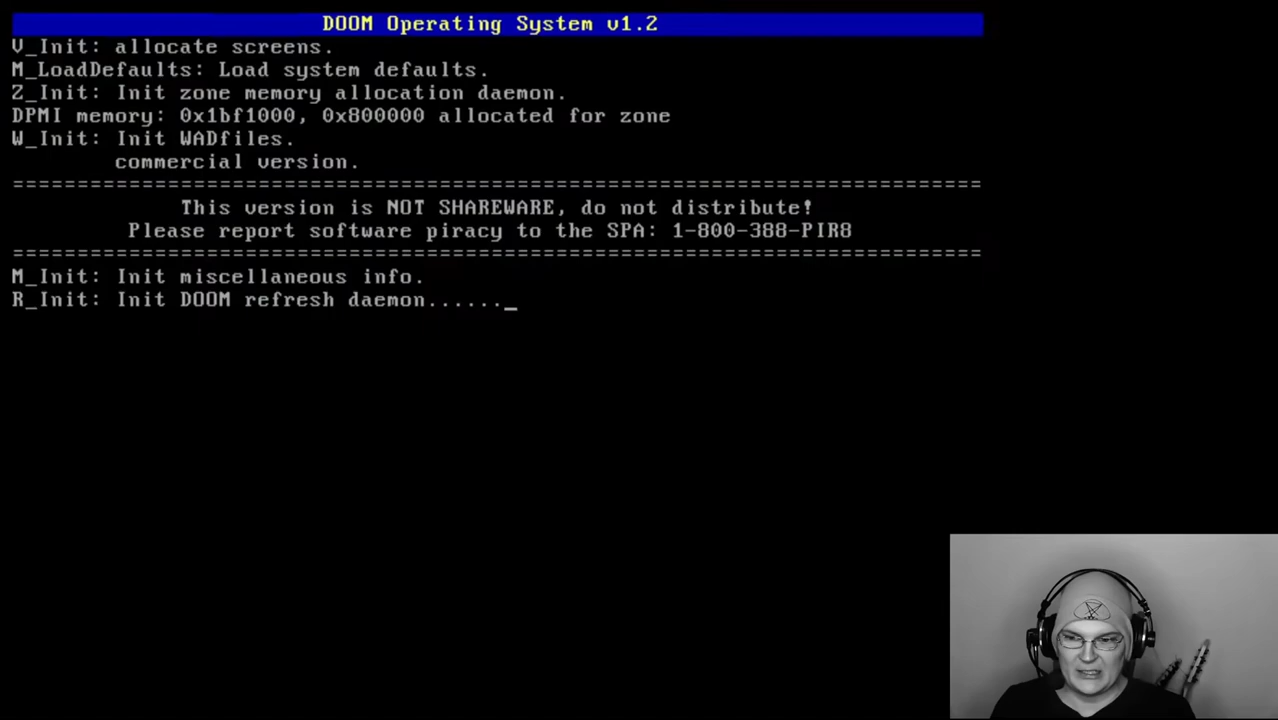 DOOM Operating System v1.2
V_Init: allocate screens.
M_LoadDefaults: Load system defaults.
Z_Init: Init zone memory allocation daemon.
DPMI memory: 0x1bf1000, 0x800000 allocated for zone
W_Init: Init WADfiles.
commercial version.
===========================================================================
This version is NOT SHAREWARE, do not distribute!
Please report software piracy to the SPA: 1-800-388-PIR8
===========================================================================
M_Init: Init miscellaneous info.
R_Init: Init DOOM refresh daemon......_